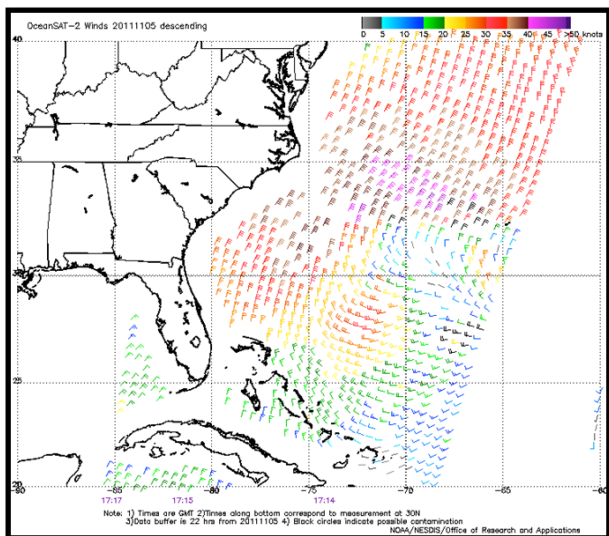 OceanSAT-2 Winds 20111105 descending
0 5 10 15 20 25 30 35 40 45 >50 knots
40
35
30
25
20
-80 -85 -80 -75 -70 -65 -60
17:17 17:15 17:14
Note: 1) Times are GMT 2)Times along bottom correspond to measurement at 30N
3)Data buffer is 22 hrs from 20111105 4) Black circles indicate possible contamination
NOAA/NESDIS/Office of Research and Applications